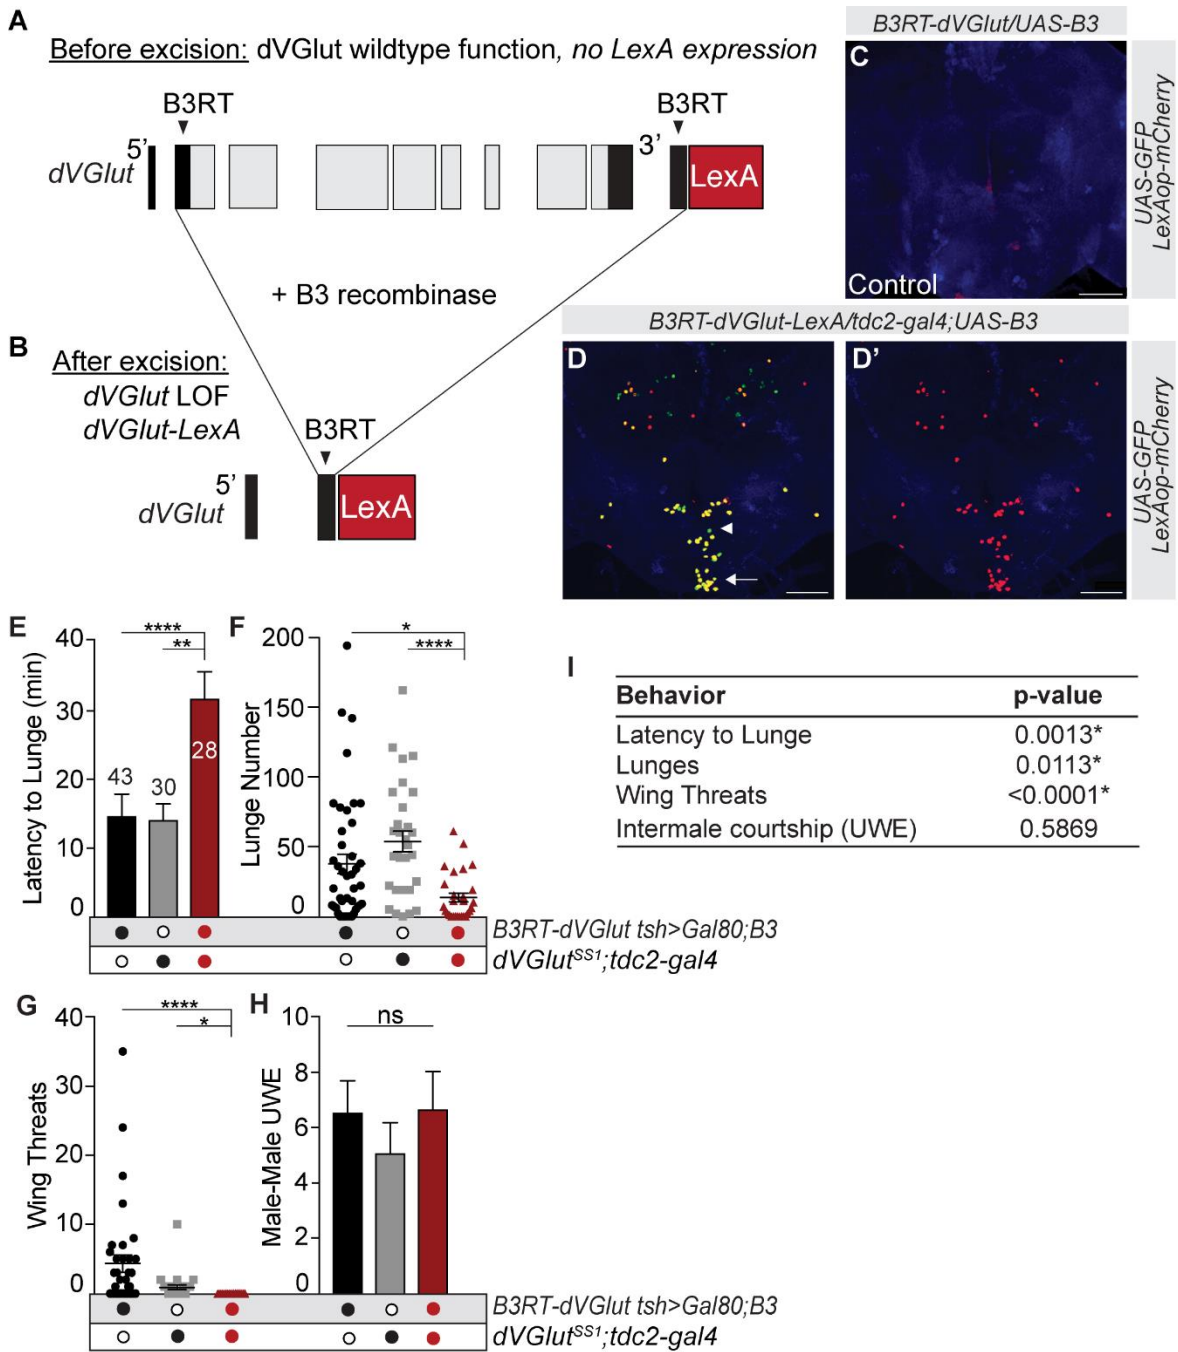 A
Before excision: dVGlut wildtype function, no LexA expression
B3RT
B3RT
5'
3'
dVGlut
LexA
+ B3 recombinase
B
After excision:
dVGlut LOF
dVGlut-LexA
B3RT
5'
dVGlut
LexA
B3RT-dVGlut/UAS-B3
C
Control
UAS-GFP
LexAop-mCherry
B3RT-dVGlut-LexA/tdc2-gal4;UAS-B3
D
D'
UAS-GFP
LexAop-mCherry
E
Latency to Lunge (min)
40
30
20
10
0
****
**
43
30
28
F
Lunge Number
200
150
100
50
0
*
****
B3RT-dVGlut tsh>Gal80;B3
dVGlutSS1;tdc2-gal4
I
Behavior p-value
Latency to Lunge 0.0013*
Lunges 0.0113*
Wing Threats <0.0001*
Intermale courtship (UWE) 0.5869
G
Wing Threats
40
30
20
10
0
****
*
H
Male-Male UWE
10
8
6
4
2
0
ns
B3RT-dVGlut tsh>Gal80;B3
dVGlutSS1;tdc2-gal4